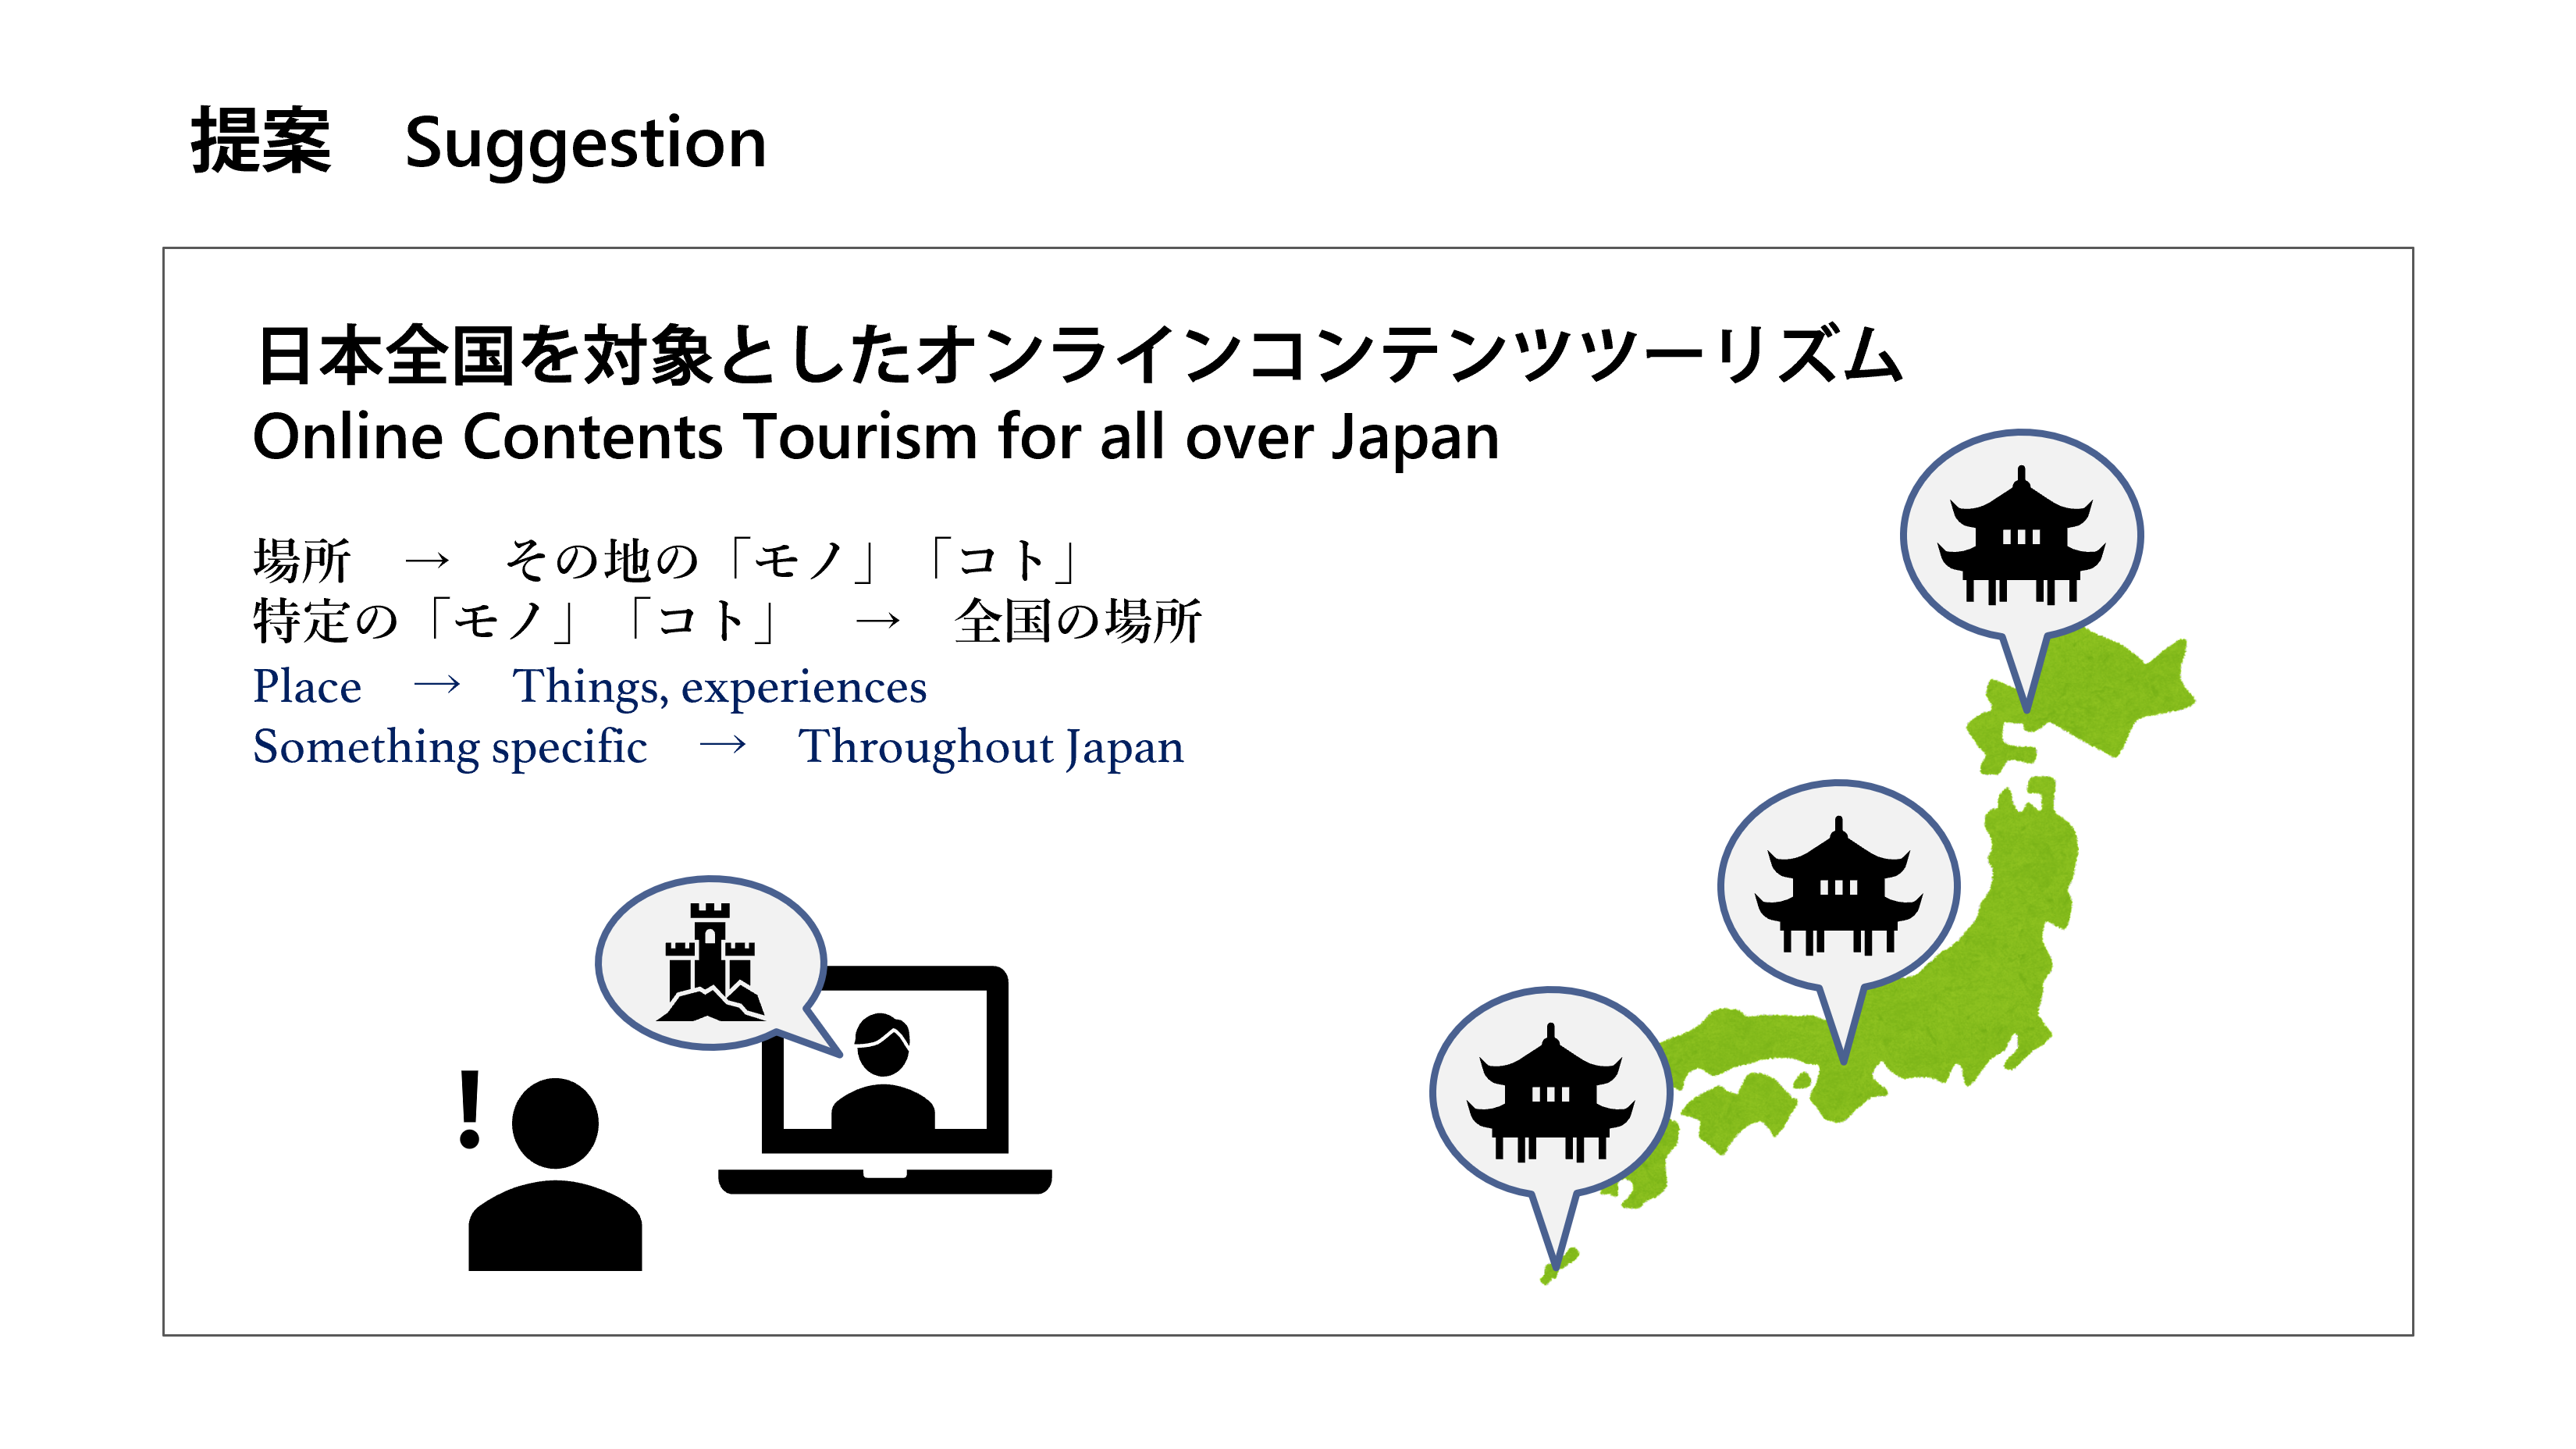 提案　Suggestion
日本全国を対象としたオンラインコンテンツツーリズム
Online Contents Tourism for all over Japan
場所　→　その地の「モノ」「コト」
特定の「モノ」「コト」　→　全国の場所
Place　→　Things, experiences
Something specific　→　Throughout Japan
!